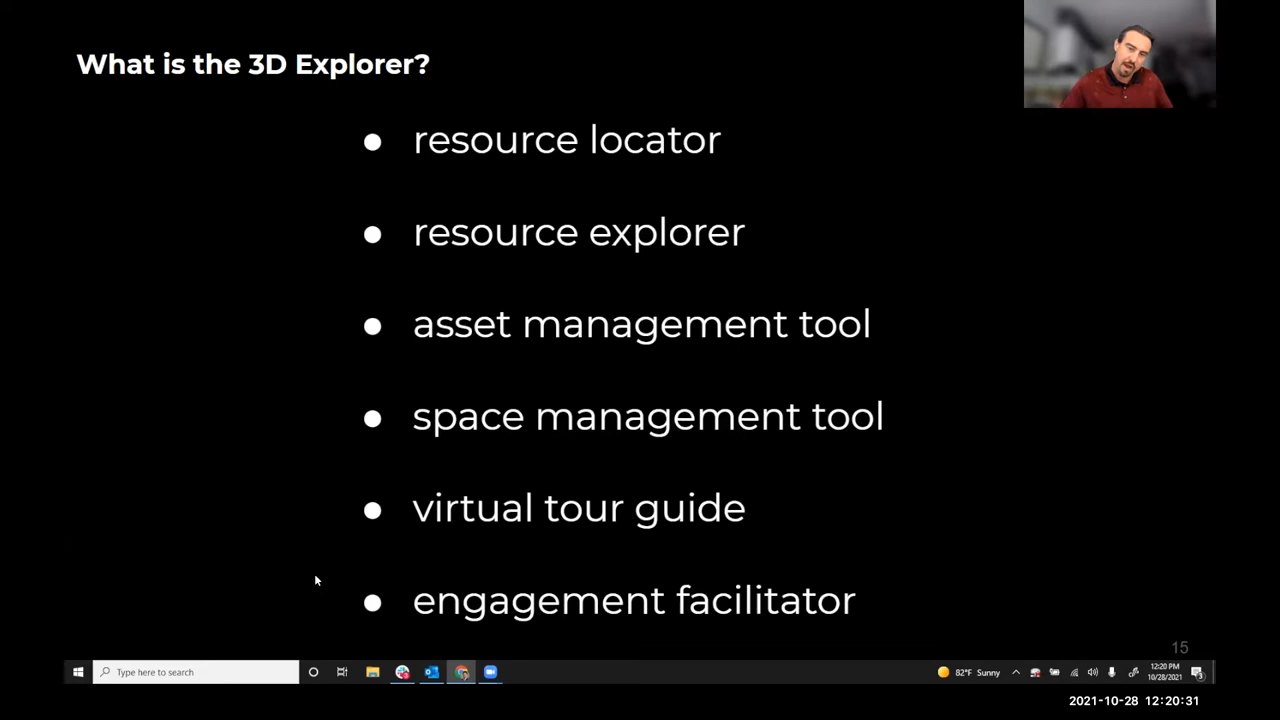 What is the 3D Explorer?
● resource locator
● resource explorer
● asset management tool
● space management tool
● virtual tour guide
● engagement facilitator
15
Type here to search
82°F Sunny
12:20 PM
10/28/2021
2021-10-28 12:20:31